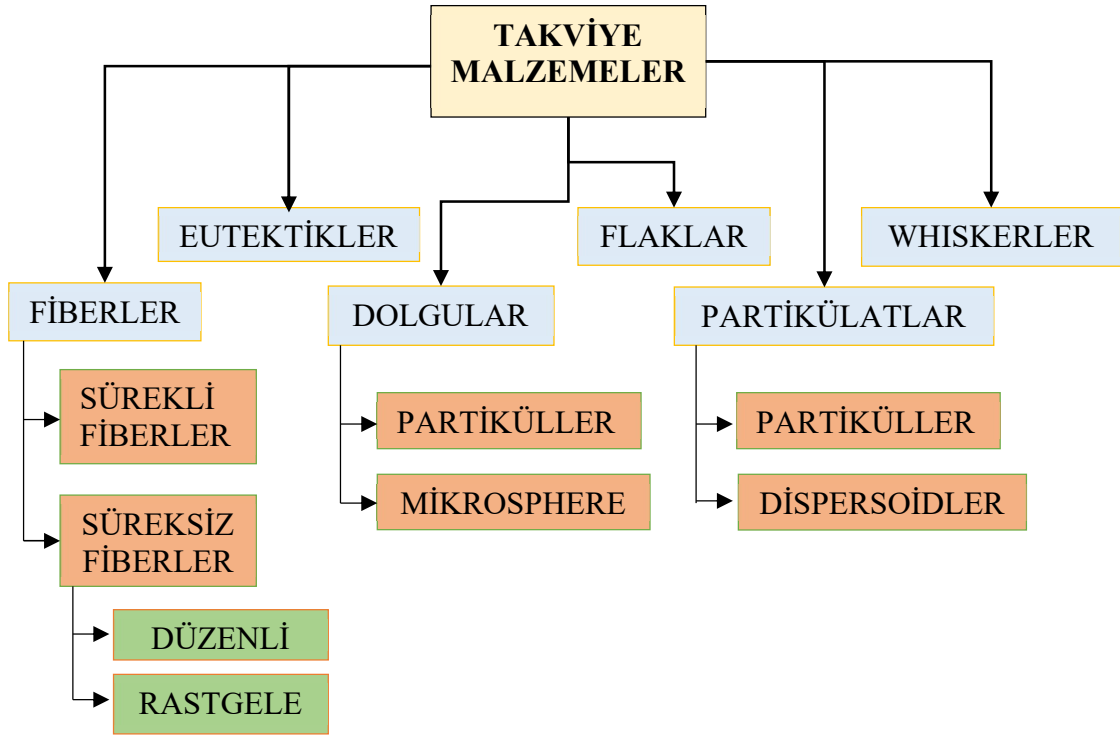 TAKVİYE
MALZEMELER
EUTEKTİKLER
FLAKLAR
WHISKERLER
FİBERLER
DOLGULAR
PARTİKÜLATLAR
SÜREKLİ
FİBERLER
PARTİKÜLLER
PARTİKÜLLER
MİKROSPHERE
DİSPERSOİDLER
SÜREKSİZ
FİBERLER
DÜZENLİ
RASTGELE